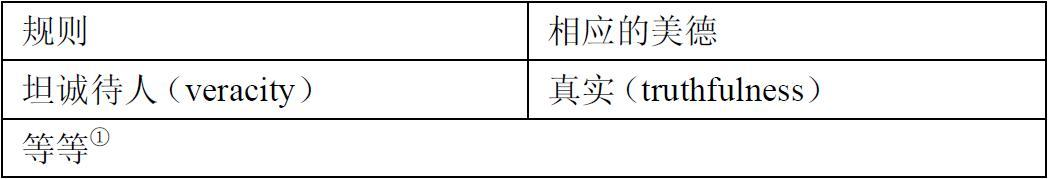 规则 相应的美德
坦诚待人（veracity） 真实（truthfulness）
等等①